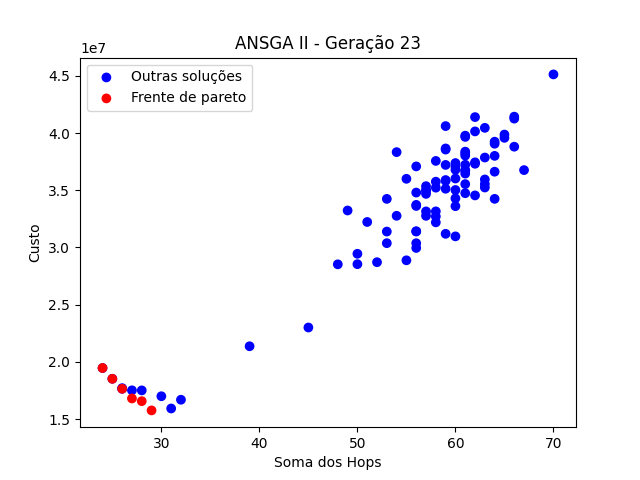 ANSGA II - Geração 23
1e7
Outras soluções
Frente de pareto
4.5
4.0
3.5
3.0
2.5
2.0
1.5
Custo
30
40
50
60
70
Soma dos Hops